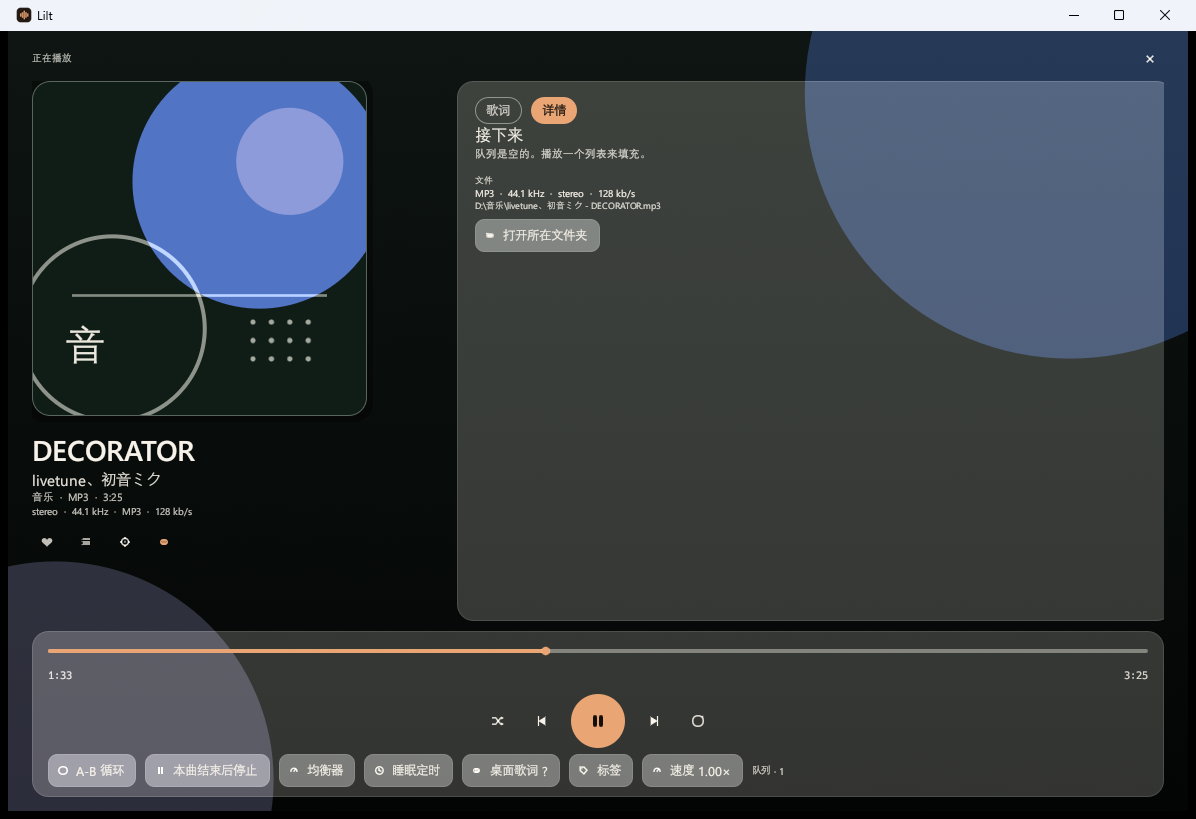 Lilt
正在播放
音
DECORATOR
livetune、初音ミク
音乐 · MP3 · 3:25
stereo · 44.1 kHz · MP3 · 128 kb/s
歌词 详情
接下来
队列是空的。播放一个列表来填充。
文件
MP3 · 44.1 kHz · stereo · 128 kb/s
D:\音乐\livetune、初音ミク - DECORATOR.mp3
打开所在文件夹
1:33 3:25
A-B 循环 本曲结束后停止 均衡器 睡眠定时 桌面歌词 ? 标签 速度 1.00× 队列 · 1